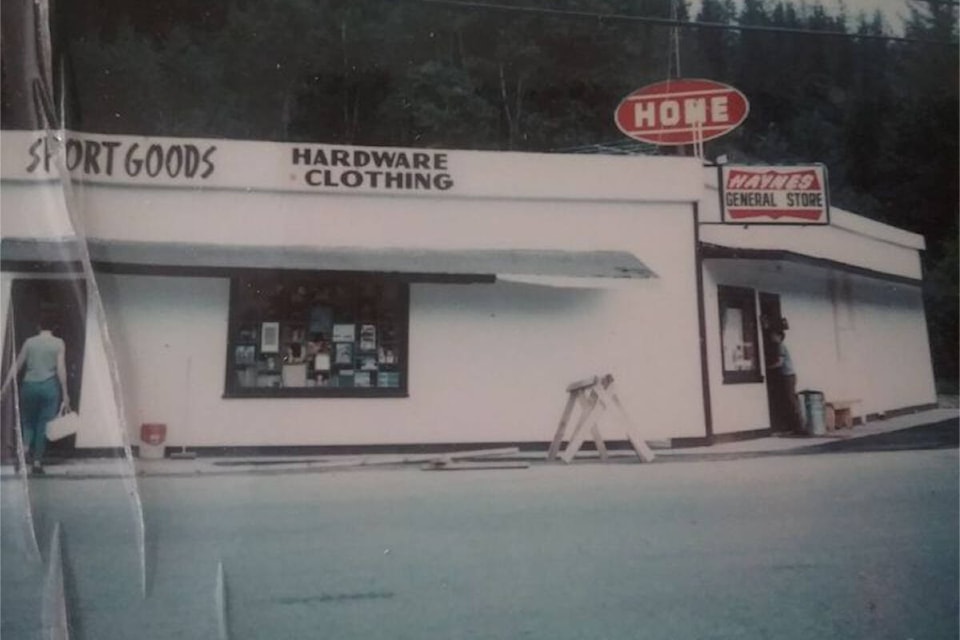 SPORT GOODS
HARDWARE
CLOTHING
HOME
HAYNES
GENERAL STORE